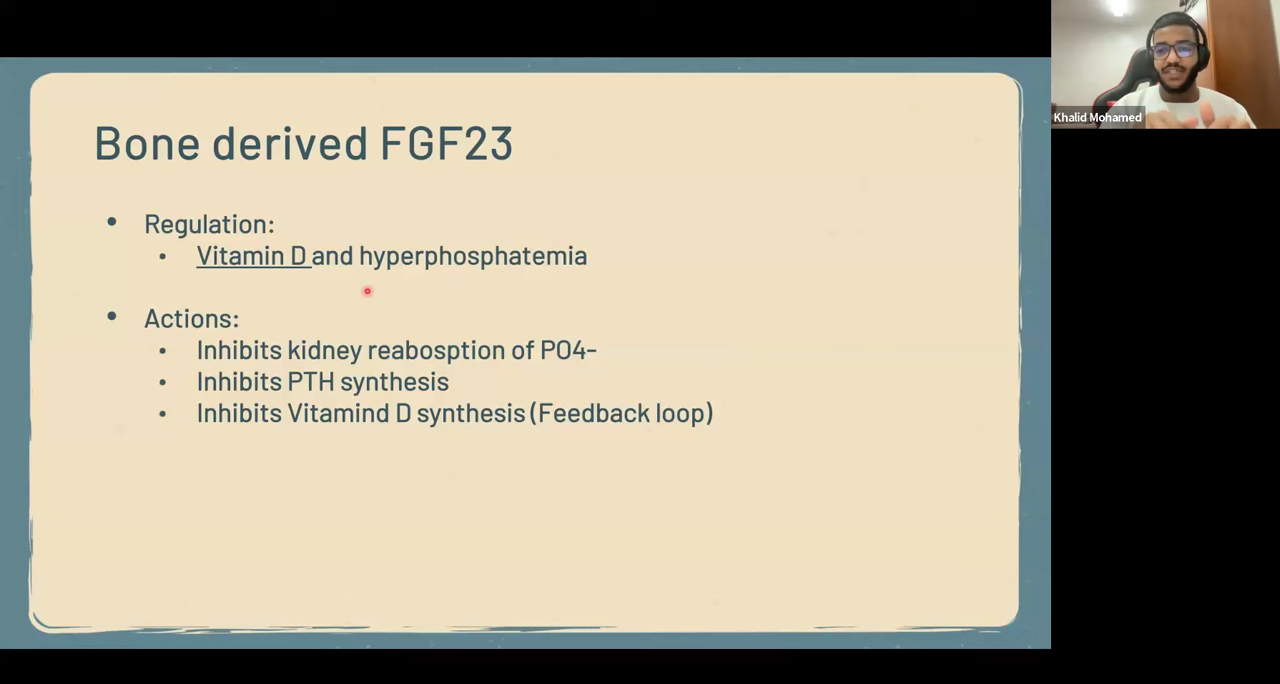 Bone derived FGF23
• Regulation:
• Vitamin D and hyperphosphatemia
• Actions:
• Inhibits kidney reabosption of PO4-
• Inhibits PTH synthesis
• Inhibits Vitamind D synthesis (Feedback loop)
Khalid Mohamed